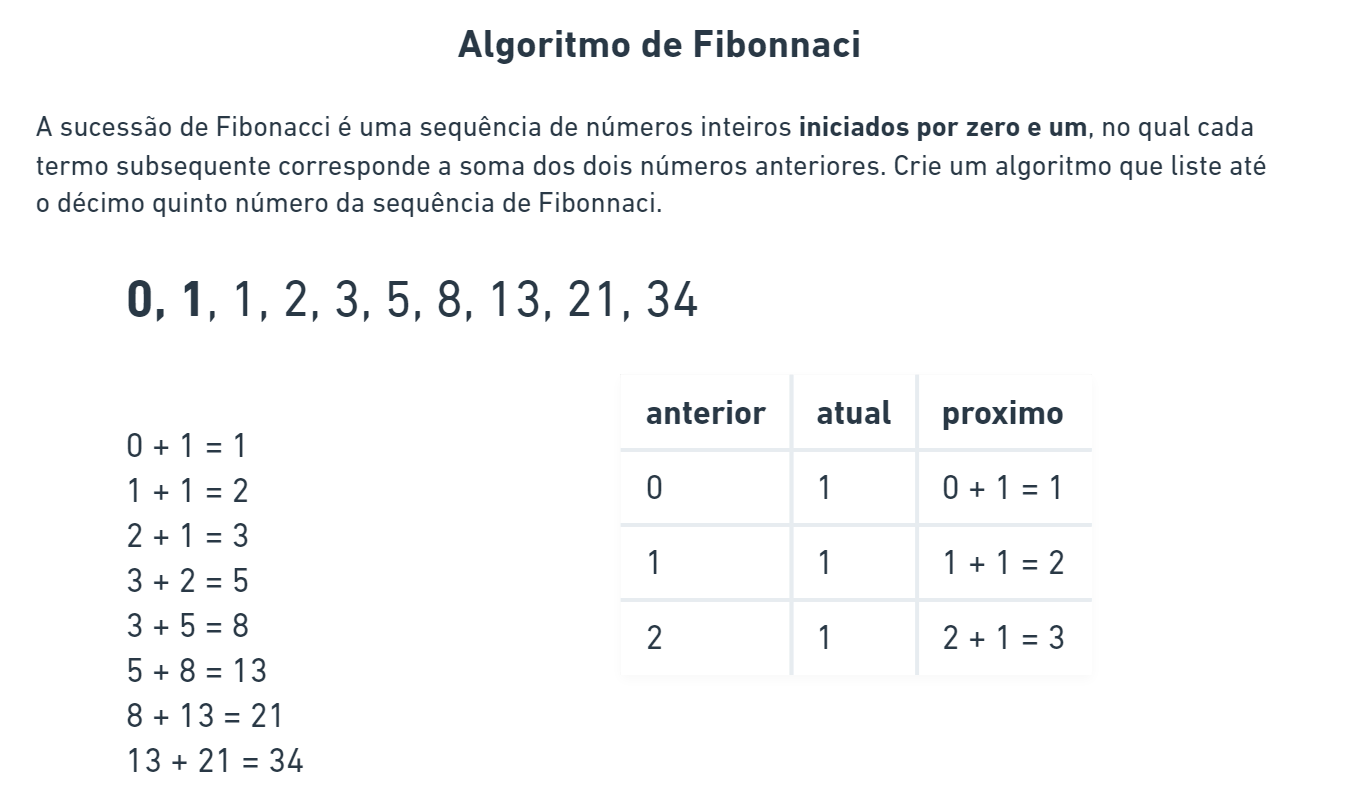 Algoritmo de Fibonnaci
A sucessão de Fibonacci é uma sequência de números inteiros iniciados por zero e um, no qual cada
termo subsequente corresponde a soma dos dois números anteriores. Crie um algoritmo que liste até
o décimo quinto número da sequência de Fibonnaci.
0, 1, 1, 2, 3, 5, 8, 13, 21, 34
0 + 1 = 1
1 + 1 = 2
2 + 1 = 3
3 + 2 = 5
3 + 5 = 8
5 + 8 = 13
8 + 13 = 21
13 + 21 = 34
anterior atual proximo
0 1 0 + 1 = 1
1 1 1 + 1 = 2
2 1 2 + 1 = 3